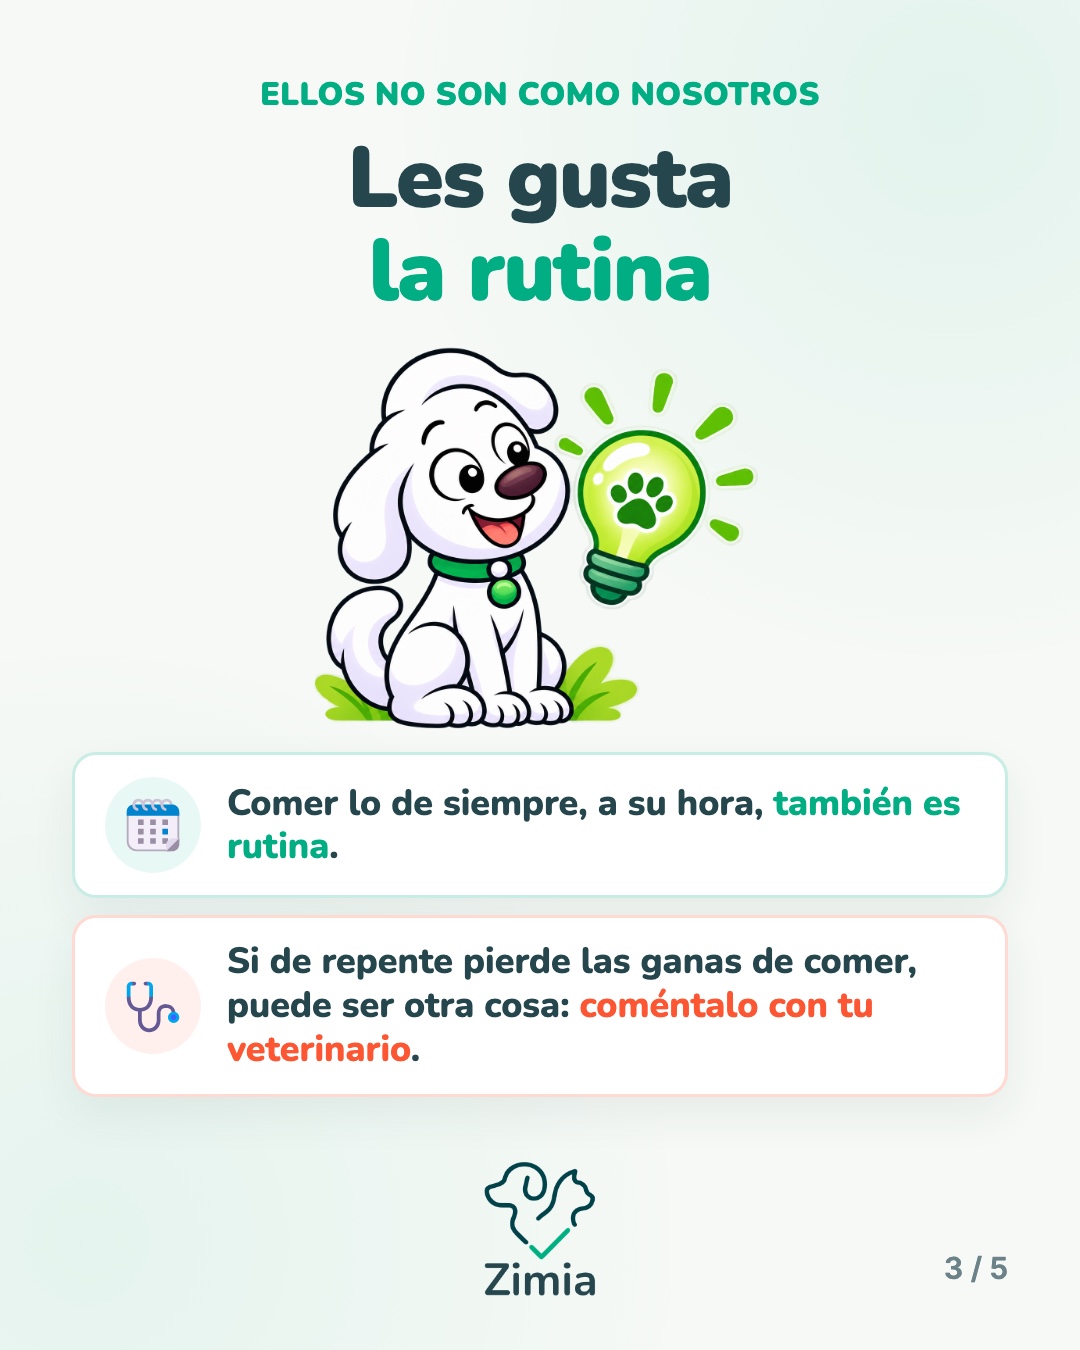 ELLOS NO SON COMO NOSOTROS
Les gusta
la rutina
Comer lo de siempre, a su hora, también es
rutina.
Si de repente pierde las ganas de comer,
puede ser otra cosa: coméntalo con tu
veterinario.
Zimia
3 / 5